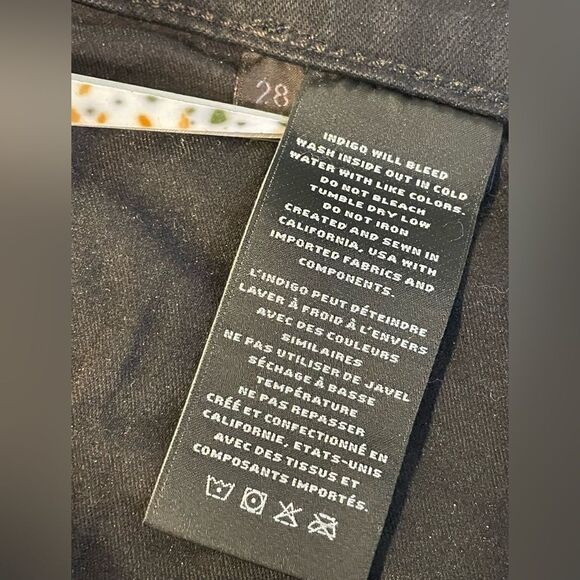 28
INDIGO WILL BLEED
WASH INSIDE OUT IN COLD
WATER WITH LIKE COLORS.
DO NOT BLEACH
TUMBLE DRY LOW
DO NOT IRON
CREATED AND SEWN IN
CALIFORNIA, USA WITH
IMPORTED FABRICS AND
COMPONENTS.
L'INDIGO PEUT DÉTEINDRE
LAVER À FROID À L'ENVERS
AVEC DES COULEURS
SIMILAIRES
NE PAS UTILISER DE JAVEL
SÉCHAGE À BASSE
TEMPÉRATURE
NE PAS REPASSER
CRÉÉ ET CONFECTIONNÉ EN
CALIFORNIE, ETATS-UNIS
AVEC DES TISSUS ET
COMPOSANTS IMPORTÉS.